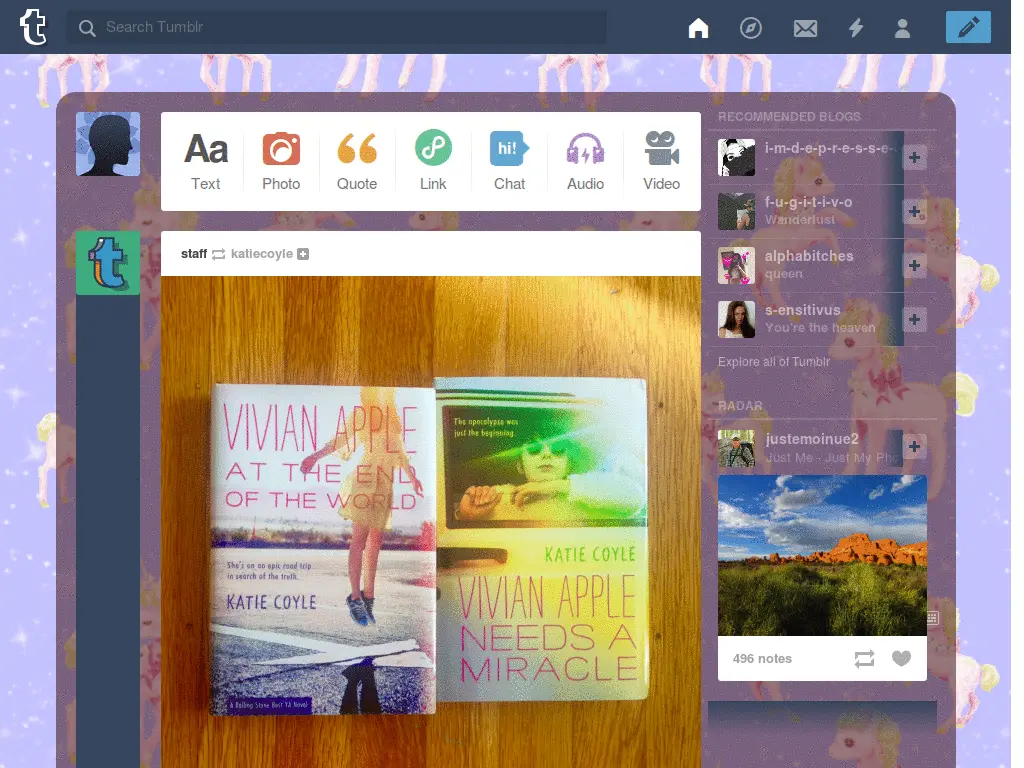 Search Tumblr
Aa
Text
Photo
Quote
Link
hi!
Chat
Audio
Video
staff katiecoyle
VIVIAN APPLE
AT THE END
OF THE WORLD
She's on an epic road trip
in search of the truth.
KATIE COYLE
A Rolling Stone Best YA Novel
The apocalypse was
just the beginning.
KATIE COYLE
VIVIAN APPLE
NEEDS A
MIRACLE
RECOMMENDED BLOGS
i-m-d-e-p-r-e-s-s-e-
f-u-g-i-t-i-v-o
Wanderlust
alphabitches
queen
s-ensitivus
You're the heaven
Explore all of Tumblr
RADAR
justemoinue2
Just Me - Just My Pho
496 notes